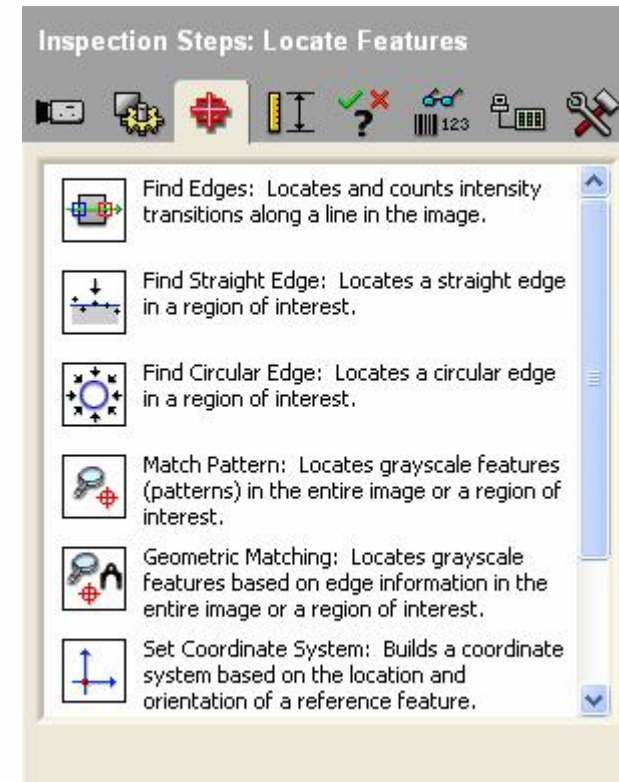 Inspection Steps: Locate Features
?
123
Find Edges: Locates and counts intensity
transitions along a line in the image.
Find Straight Edge: Locates a straight edge
in a region of interest.
Find Circular Edge: Locates a circular edge
in a region of interest.
Match Pattern: Locates grayscale features
(patterns) in the entire image or a region of
interest.
Geometric Matching: Locates grayscale
features based on edge information in the
entire image or a region of interest.
Set Coordinate System: Builds a coordinate
system based on the location and
orientation of a reference feature.